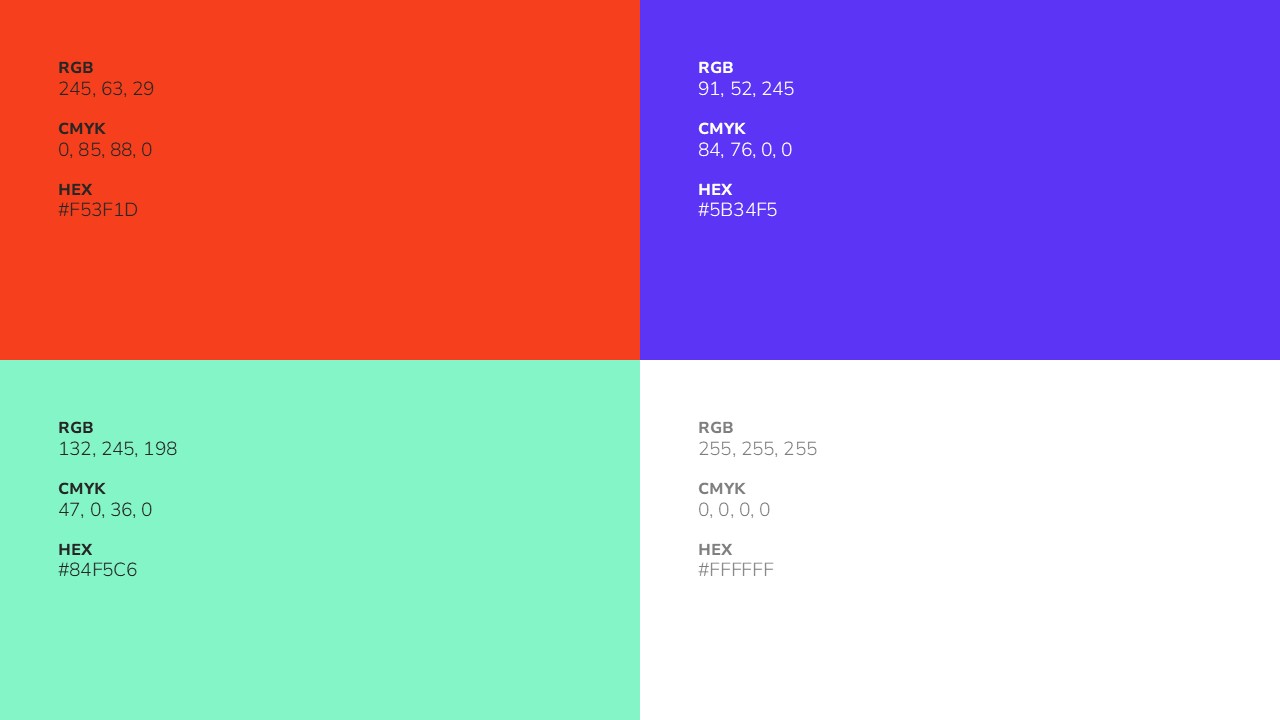 RGB
245, 63, 29
CMYK
0, 85, 88, 0
HEX
#F53F1D
RGB
91, 52, 245
CMYK
84, 76, 0, 0
HEX
#5B34F5
RGB
132, 245, 198
CMYK
47, 0, 36, 0
HEX
#84F5C6
RGB
255, 255, 255
CMYK
0, 0, 0, 0
HEX
#FFFFFF